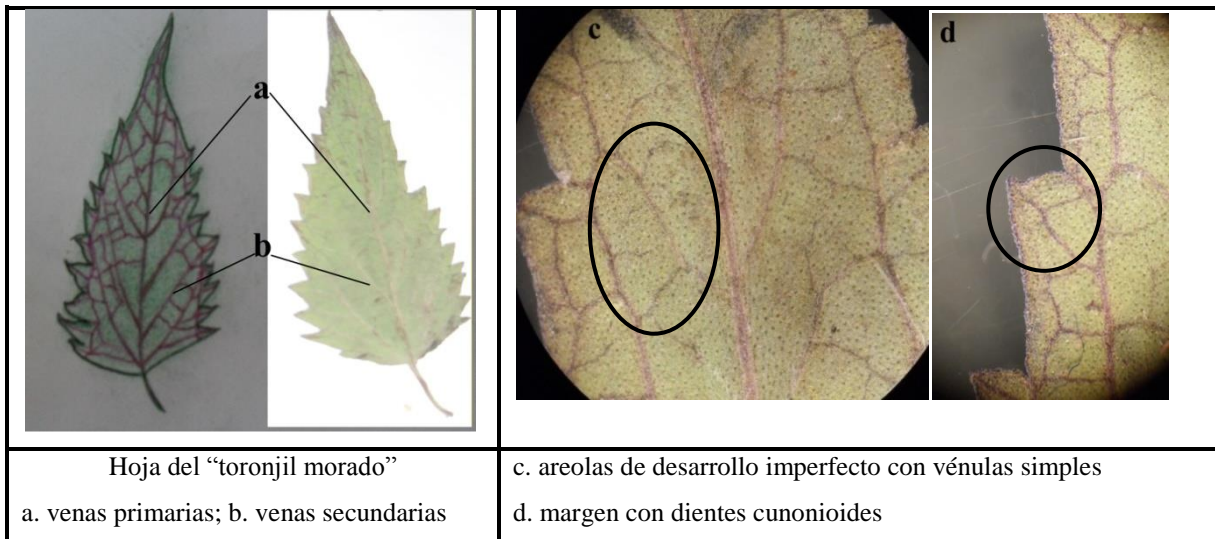 a
b
c
d
Hoja del “toronjil morado”
a. venas primarias; b. venas secundarias
c. areolas de desarrollo imperfecto con vénulas simples
d. margen con dientes cunonioides